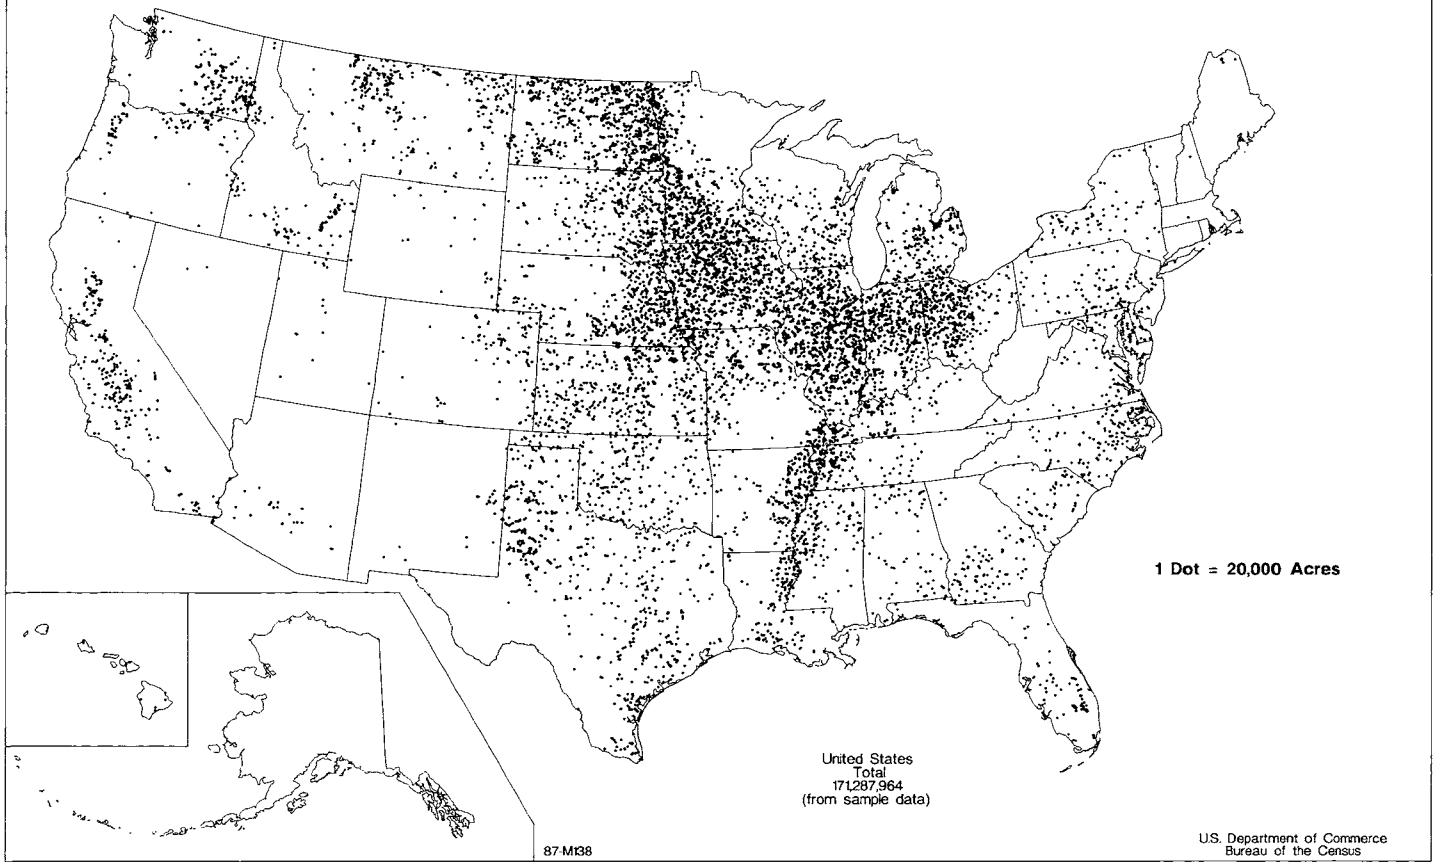 1 Dot = 20,000 Acres
United States
Total
171,287,964
(from sample data)
87-M138
U.S. Department of Commerce
Bureau of the Census